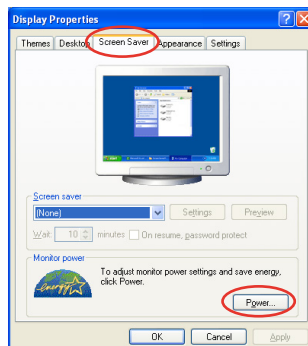 Display Properties
Themes Desktop Screen Saver Appearance Settings
Screen saver
(None) Settings Preview
Wait: 10 minutes On resume, password protect
Monitor power
To adjust monitor power settings and save energy,
click Power.
energy
Power...
OK Cancel Apply